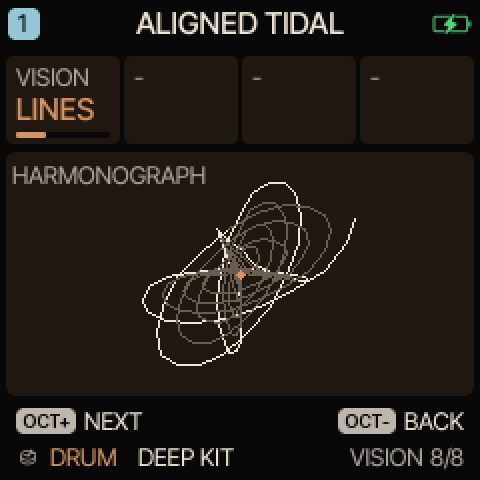 1 ALIGNED TIDAL
VISION - - -
LINES
HARMONOGRAPH
OCT+ NEXT OCT- BACK
DRUM DEEP KIT VISION 8/8